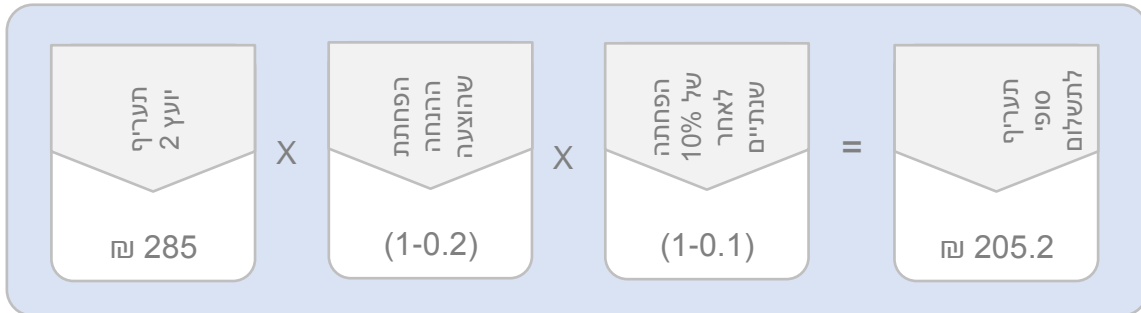 תעריף
יועץ 2
285 ₪
X
הפחתת
ההנחה
שהוצעה
(1-0.2)
X
הפחתה
של 10%
לאחר
שנתיים
(1-0.1)
=
תעריף
סופי
לתשלום
205.2 ₪